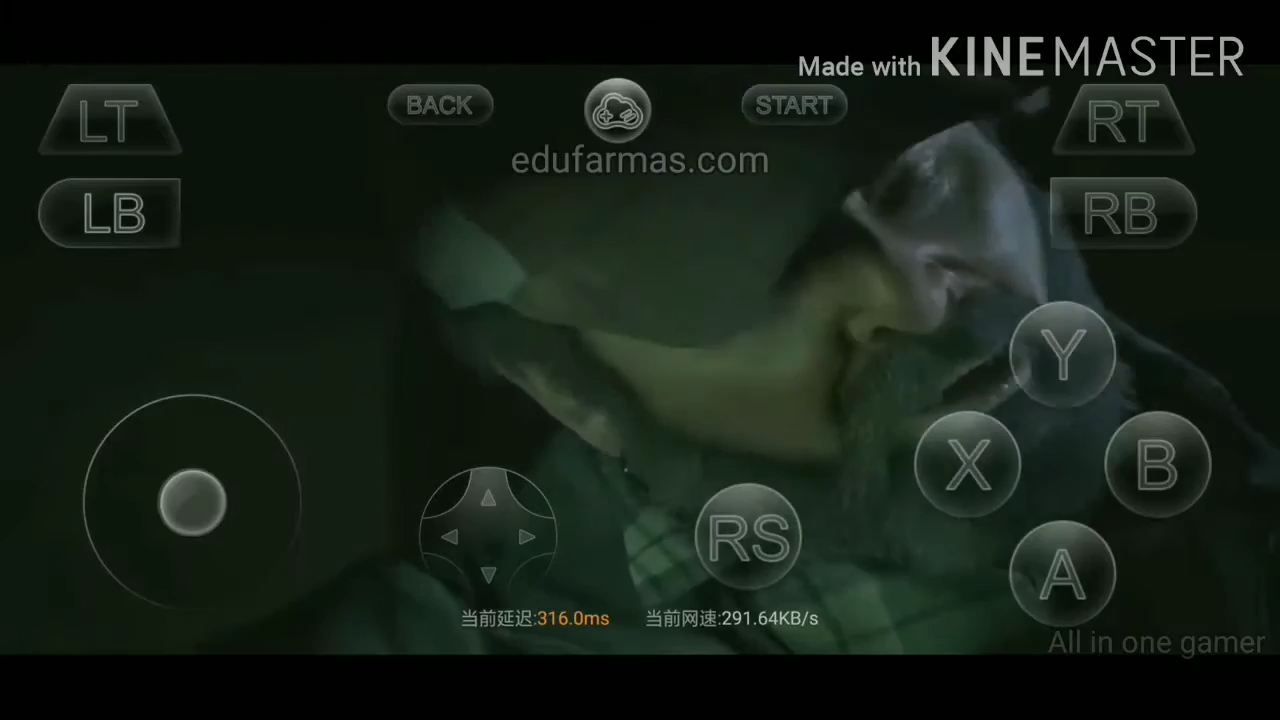 Made with KINEMASTER
LT
BACK
START
RT
edufarmas.com
LB
RB
Y
X
B
RS
A
当前延迟:316.0ms
当前网速:291.64KB/s
All in one gamer